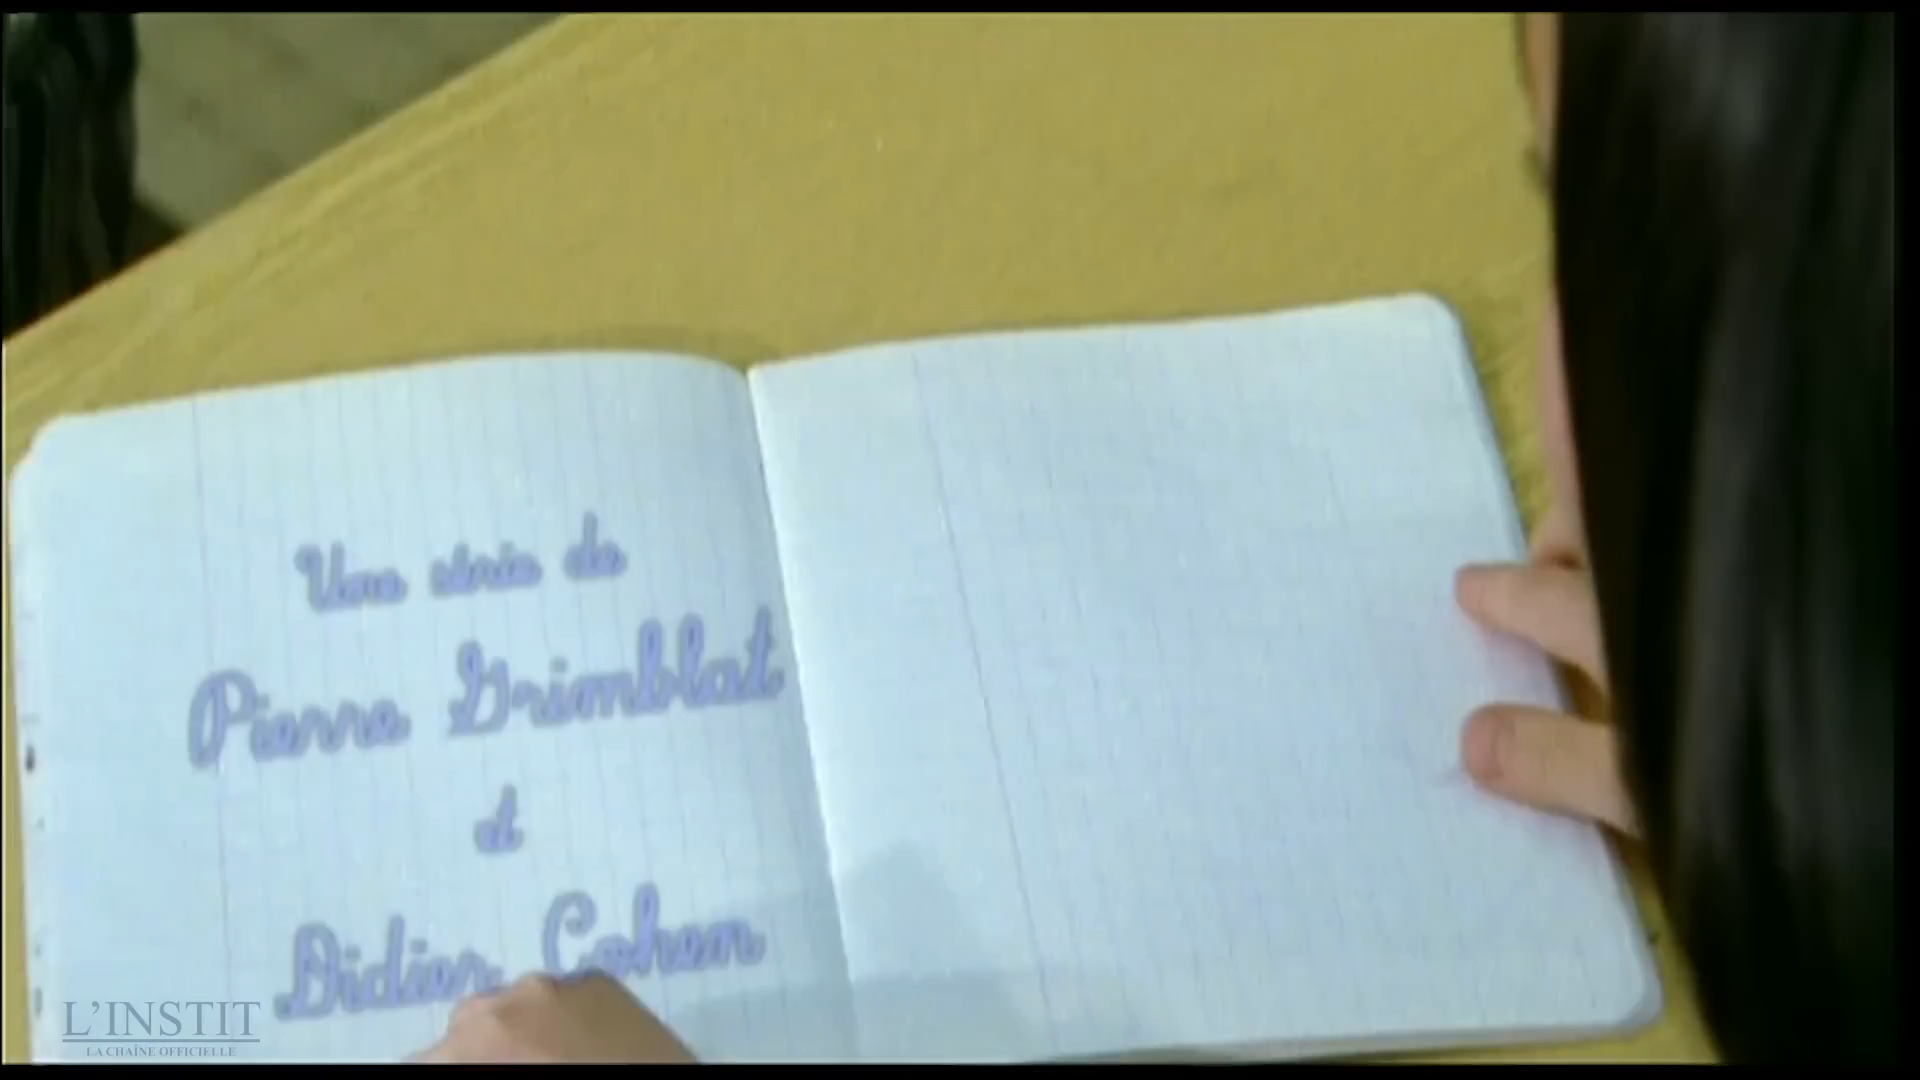 Une série de
Pierre Grimblat
et
Didier Cohen
L'INSTIT
LA CHAÎNE OFFICIELLE